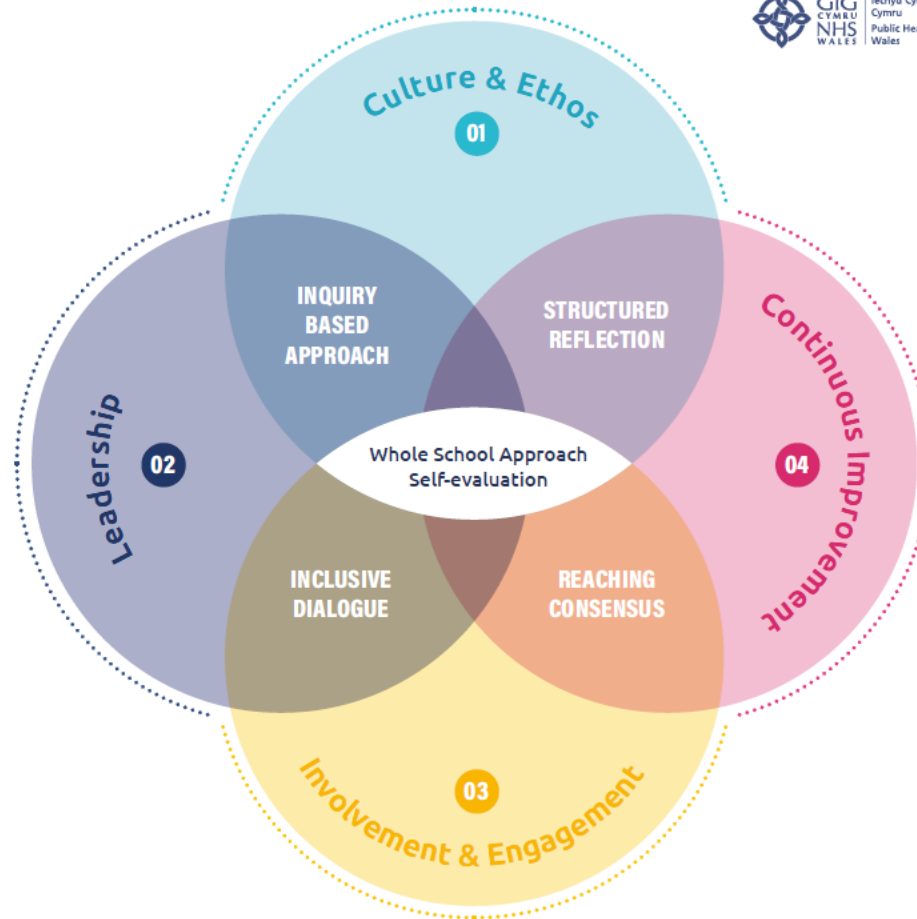 GIG
CYMRU
NHS
WALES
Cymru
Public
Wales
Culture & Ethos
01
INQUIRY
BASED
APPROACH
STRUCTURED
REFLECTION
Leadership
02
Whole School Approach
Self-evaluation
04
Continuous Improvement
INCLUSIVE
DIALOGUE
REACHING
CONSENSUS
03
Involvement & Engagement